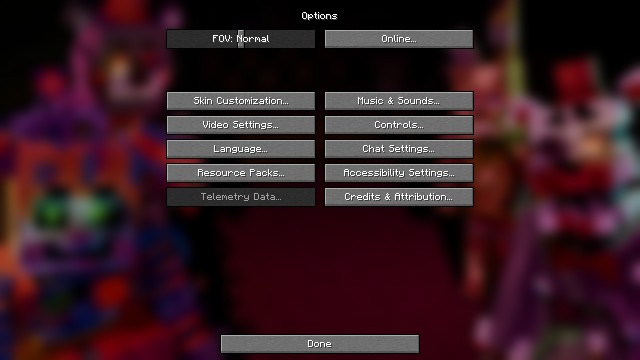 Options
FOV: Normal
Online...
Skin Customization...
Music & Sounds...
Video Settings...
Controls...
Language...
Chat Settings...
Resource Packs...
Accessibility Settings...
Telemetry Data...
Credits & Attribution...
Done